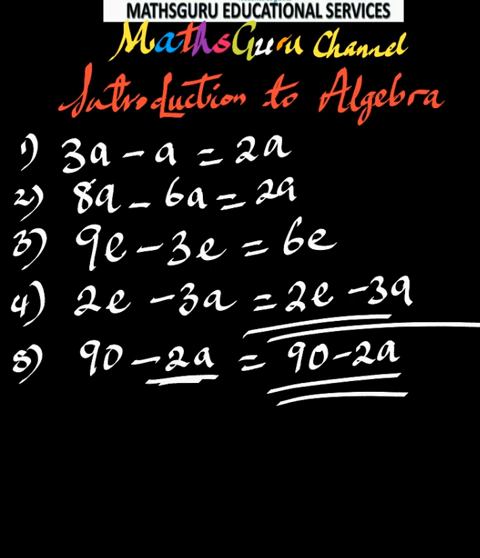 MATHSGURU EDUCATIONAL SERVICES
MathsGuru Channel
Introduction to Algebra
1) 3a - a = 2a
2) 8a - 6a = 2a
3) 9e - 3e = 6e
4) 2e - 3a = 2e - 3a
5) 90 - 2a = 90 - 2a